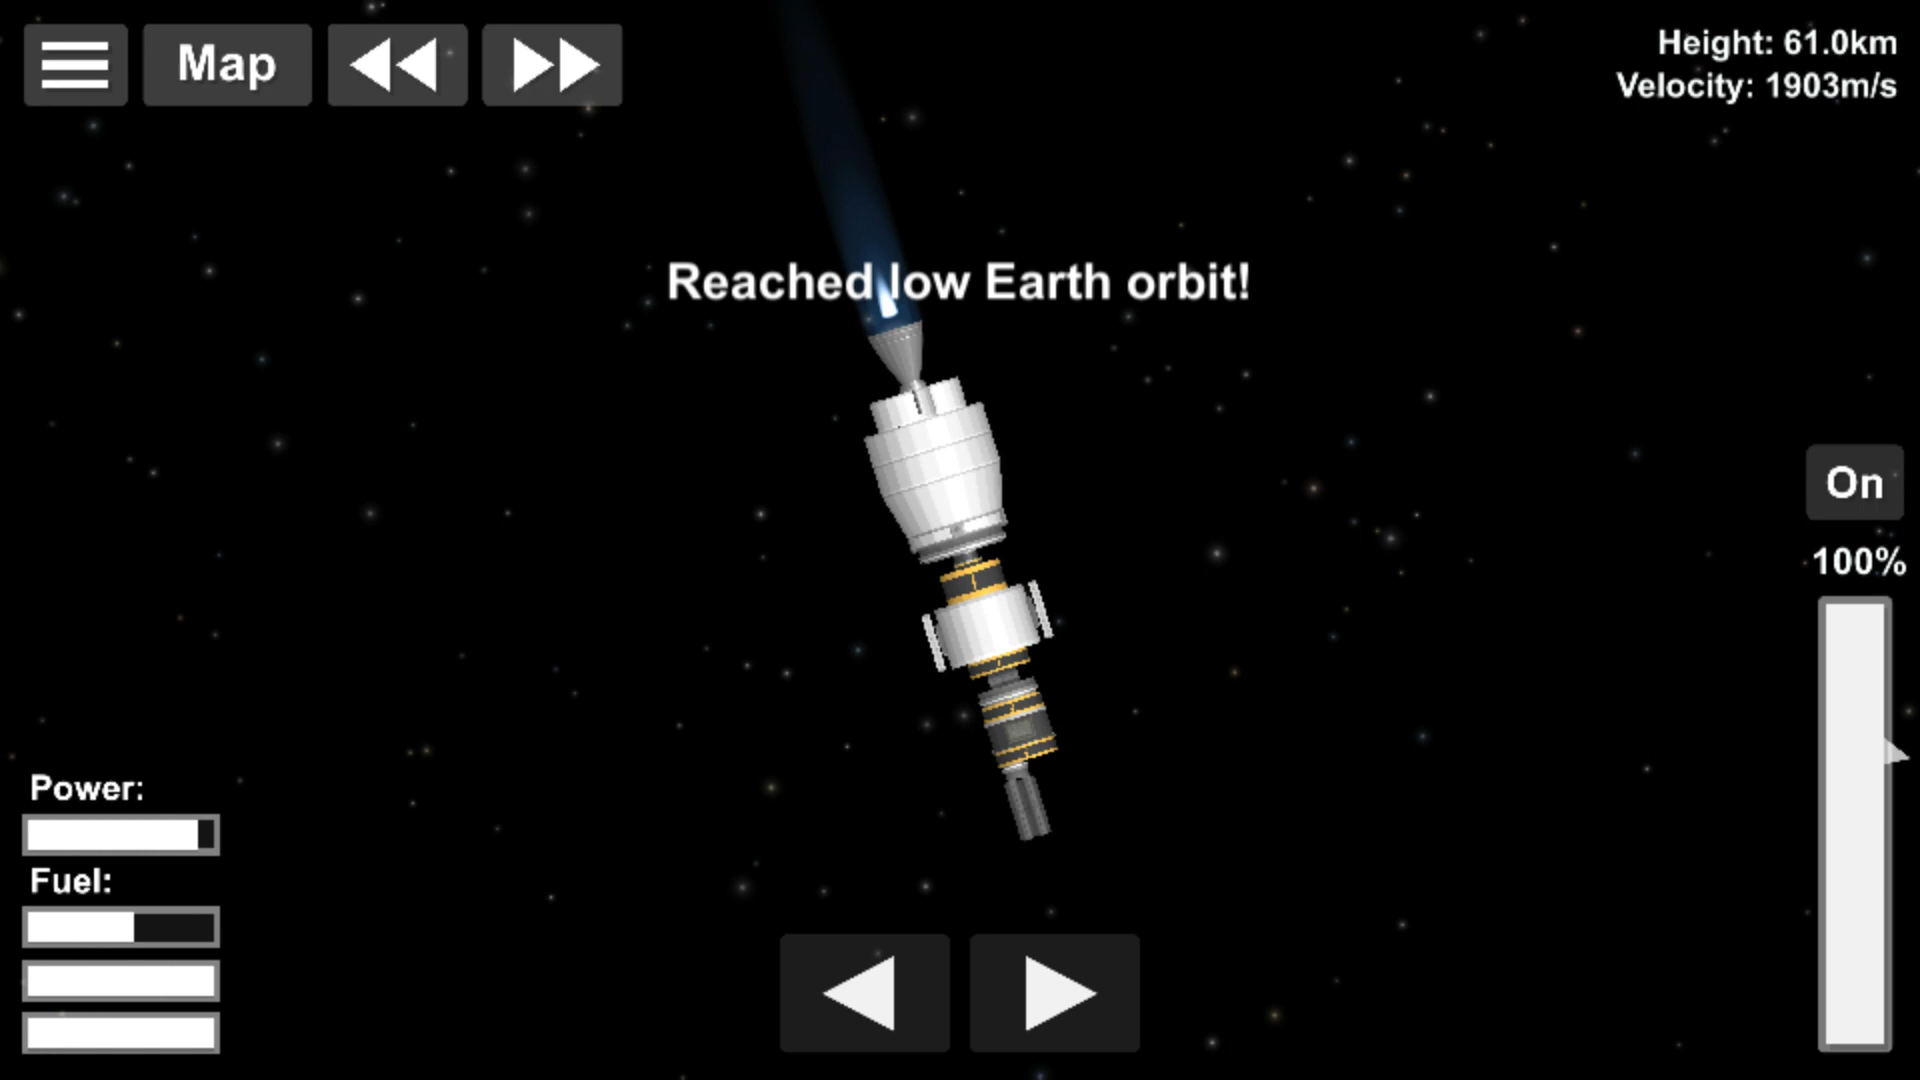 Map
Height: 61.0km
Velocity: 1903m/s
Reached low Earth orbit!
On
100%
Power:
Fuel: